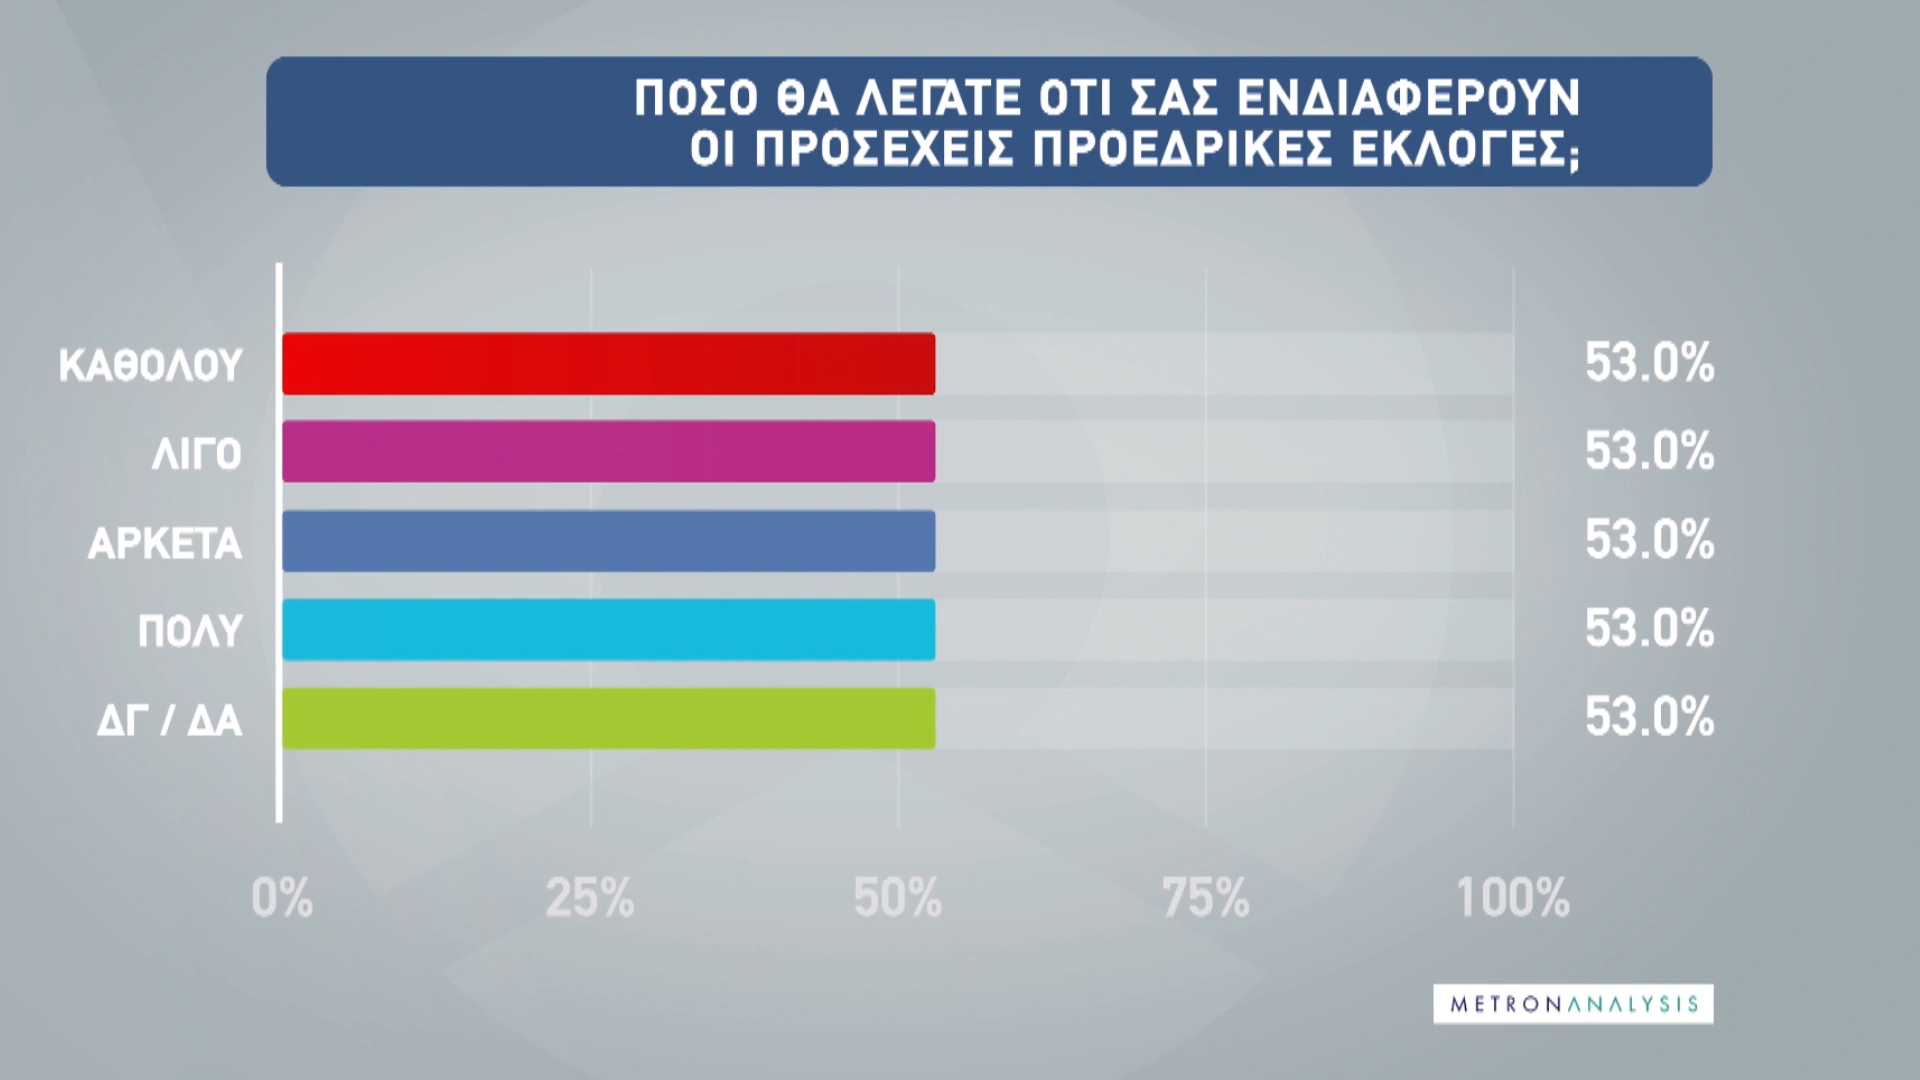 ΠΟΣΟ ΘΑ ΛΕΓΑΤΕ ΟΤΙ ΣΑΣ ΕΝΔΙΑΦΕΡΟΥΝ
ΟΙ ΠΡΟΣΕΧΕΙΣ ΠΡΟΕΔΡΙΚΕΣ ΕΚΛΟΓΕΣ;
ΚΑΘΟΛΟΥ 53.0%
ΛΙΓΟ 53.0%
ΑΡΚΕΤΑ 53.0%
ΠΟΛΥ 53.0%
ΔΓ / ΔΑ 53.0%
0% 25% 50% 75% 100%
METRONANALYSIS